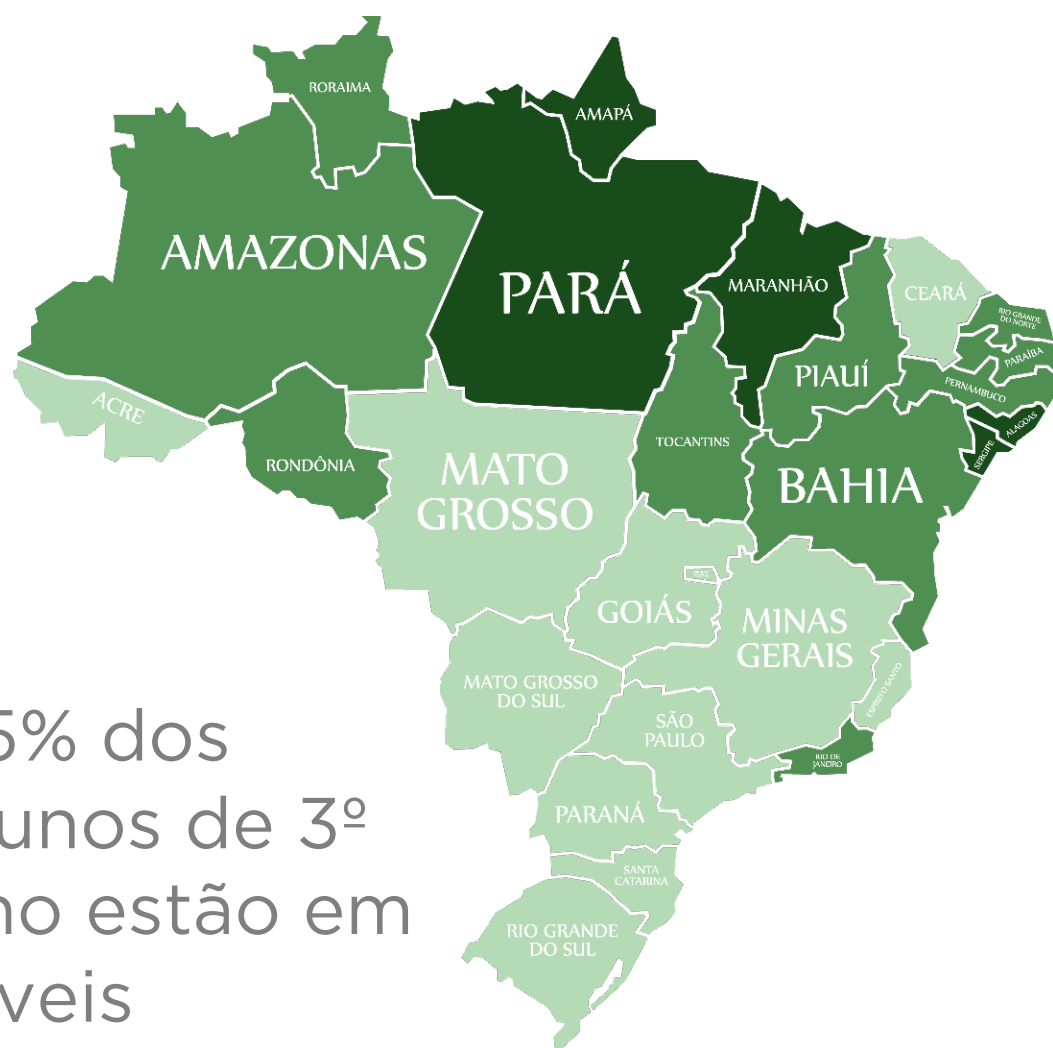 RORAIMA
AMAPÁ
AMAZONAS
PARÁ
MARANHÃO
CEARÁ
RIO GRANDE
DO NORTE
PARAÍBA
PIAUÍ
PERNAMBUCO
ACRE
ALAGOAS
SERGIPE
TOCANTINS
RONDÔNIA
MATO
GROSSO
BAHIA
GOIÁS
MINAS
GERAIS
MATO GROSSO
DO SUL
ESPÍRITO SANTO
SÃO
PAULO
RIO DE
JANEIRO
PARANÁ
SANTA
CATARINA
RIO GRANDE
DO SUL
5% dos
unos de 3º
no estão em
veis